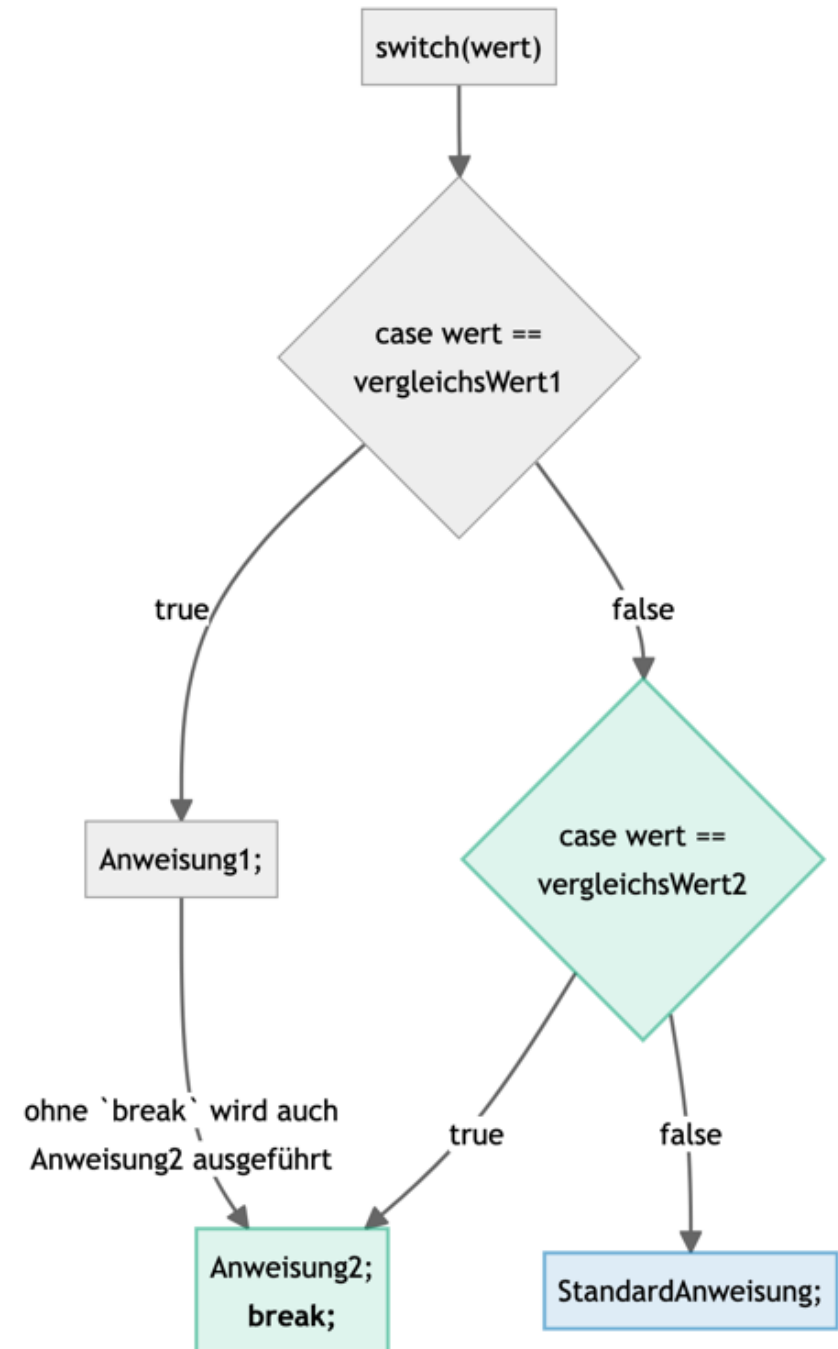 switch(wert)
case wert ==
vergleichsWert1
true
false
Anweisung1;
case wert ==
vergleichsWert2
ohne `break` wird auch
Anweisung2 ausgeführt
true
false
Anweisung2;
break;
StandardAnweisung;